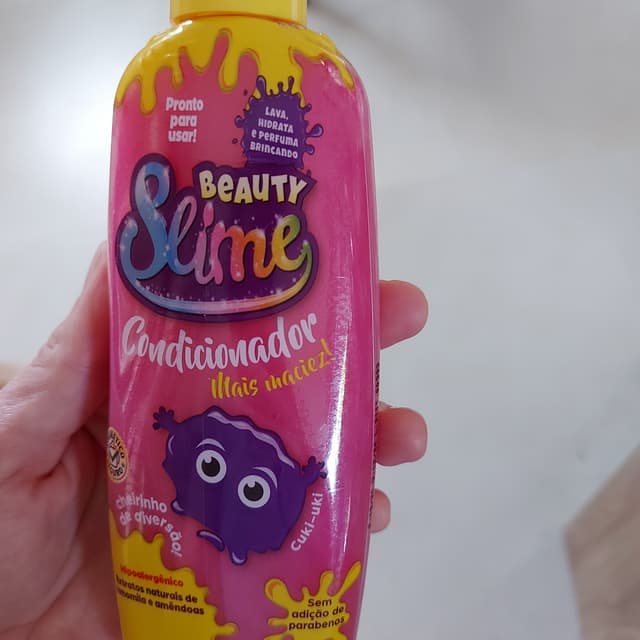 Pronto
para
usar!
LAVA,
HIDRATA
E PERFUMA
BRINCANDO
BEAUTY
Slime
Condicionador
Mais maciez!
cheirinho
de diversão!
Cuki-uki
Hipoalergênico
Extratos naturais de
camomila e amêndoas
Sem
adição de
parabenos